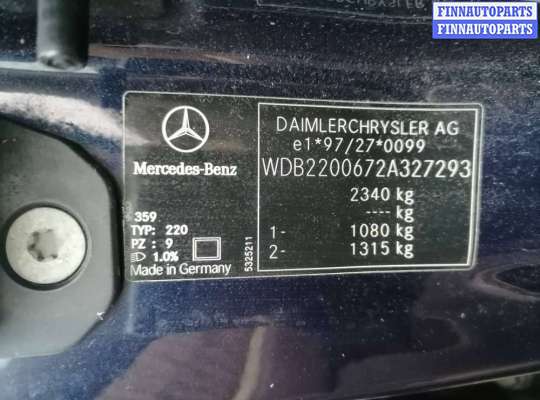 FINNAUTOPARTS
FINNAUTOPARTS
FINNAUTOPARTS
Mercedes-Benz
359
TYP: 220
PZ : 9
1.0%
Made in Germany
5325211
DAIMLERCHRYSLER AG
e1*97/27*0099
WDB2200672A327293
2340 kg
---- kg
1- 1080 kg
2- 1315 kg